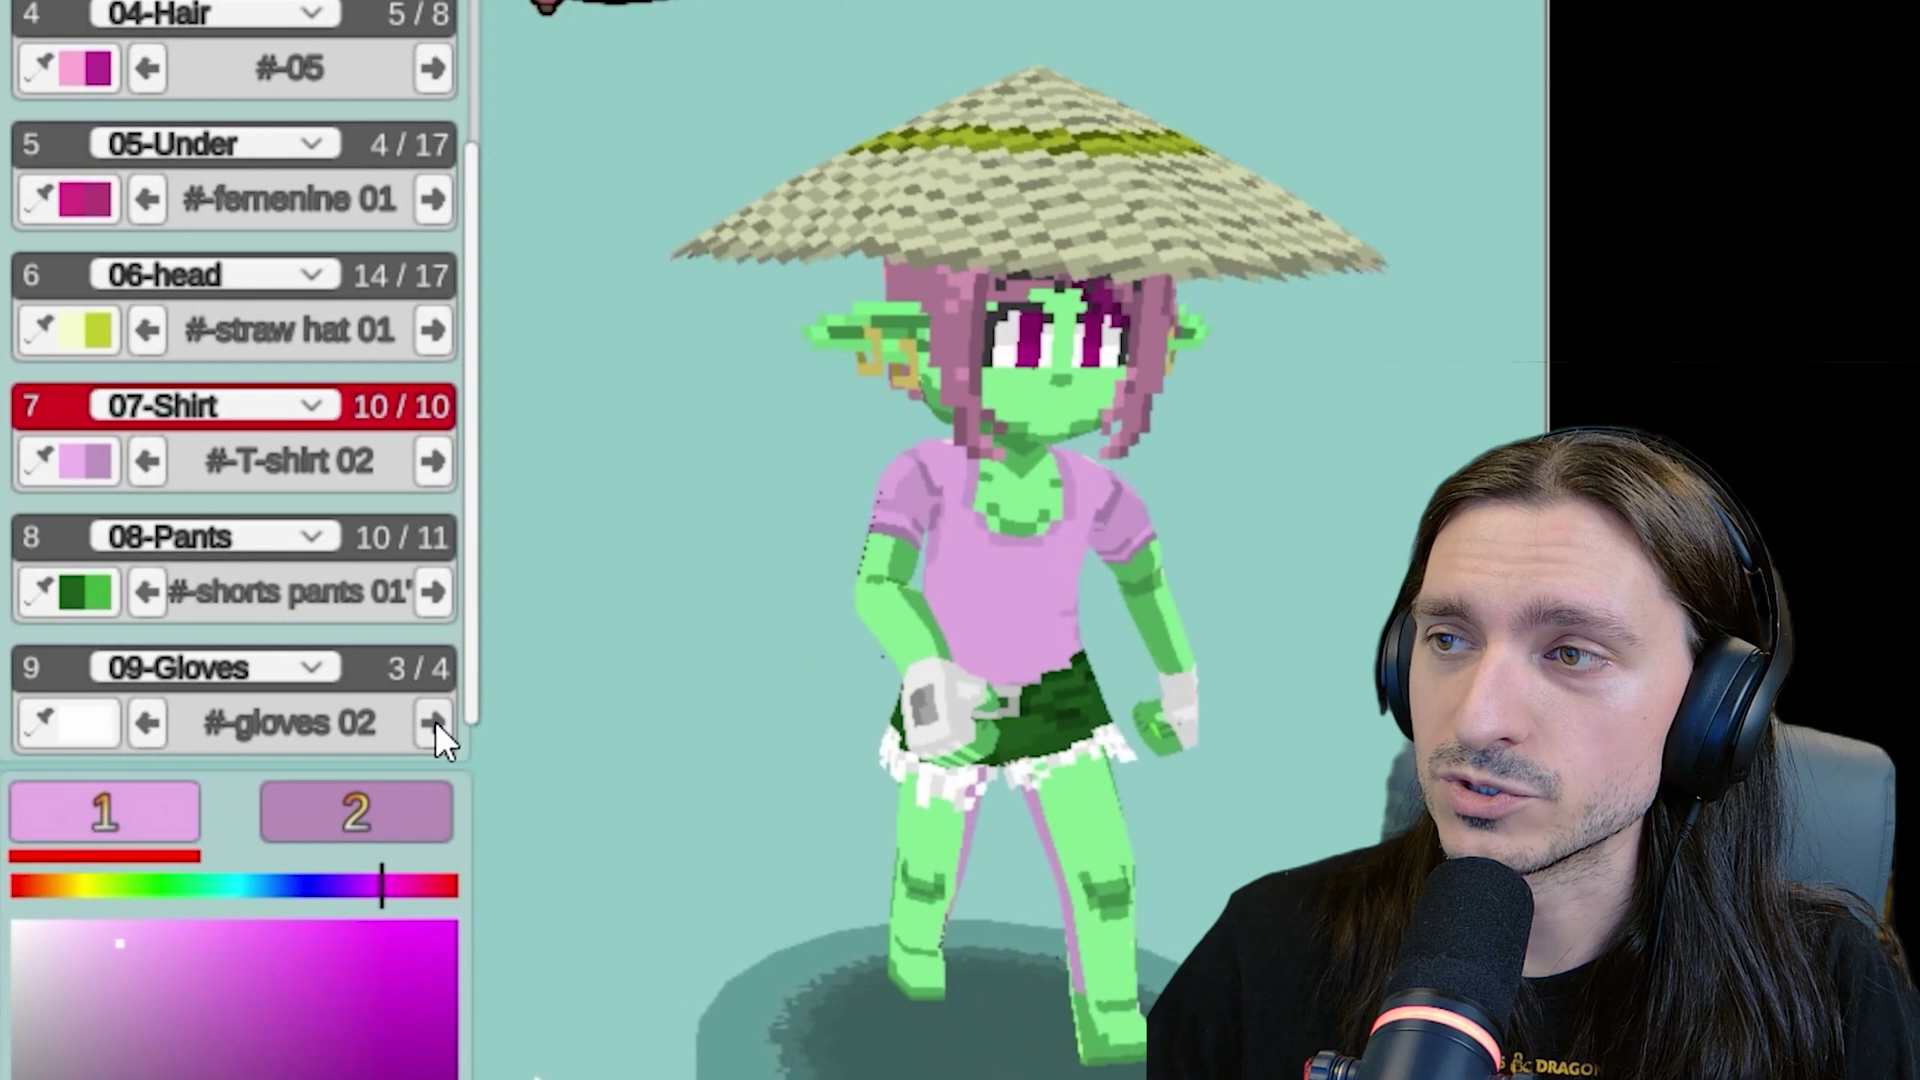 4 04-Hair 5 / 8
#-05
5 05-Under 4 / 17
#-femenine 01
6 06-head 14 / 17
#-straw hat 01
7 07-Shirt 10 / 10
#-T-shirt 02
8 08-Pants 10 / 11
#-shorts pants 01'
9 09-Gloves 3 / 4
#-gloves 02
1 2
& DRAGON